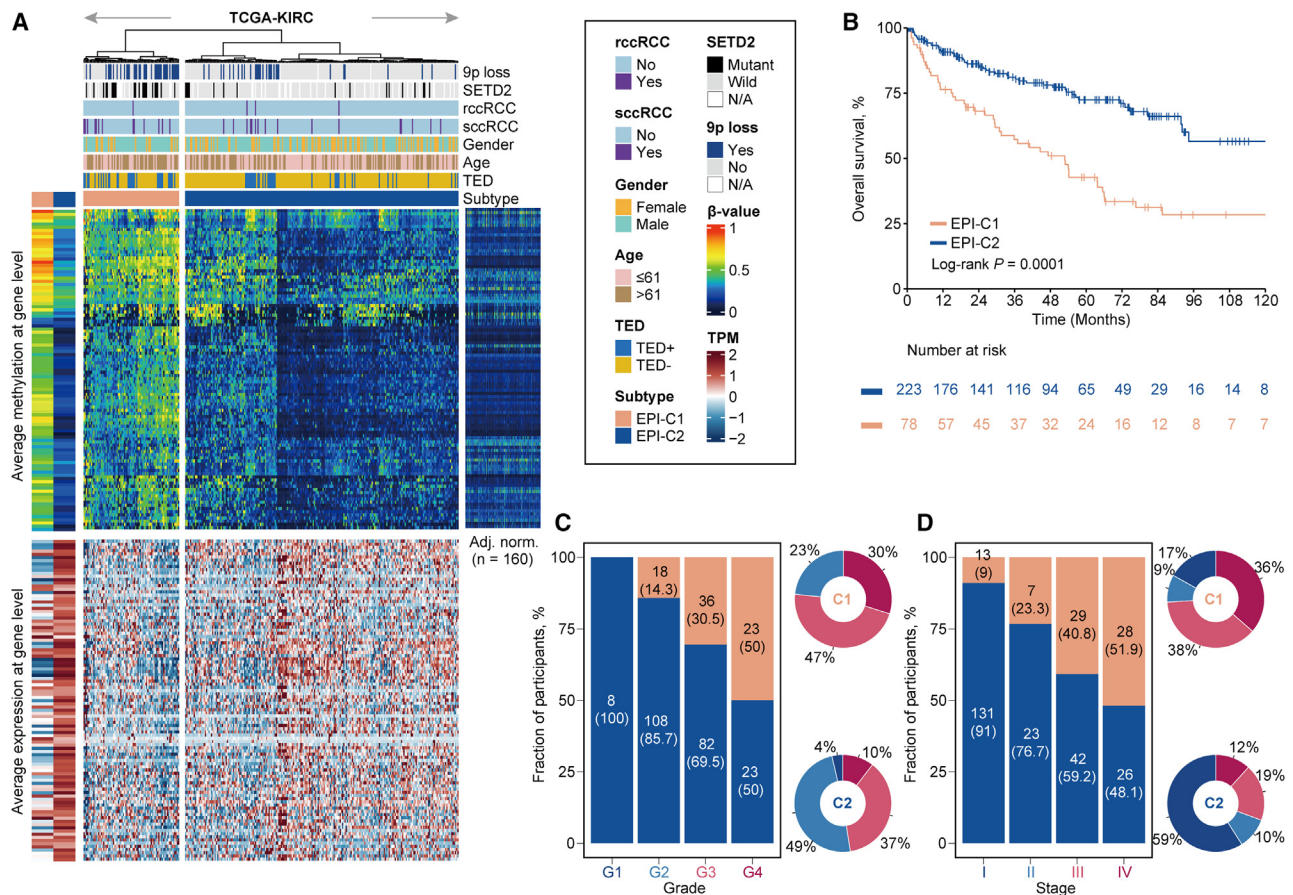 A
TCGA-KIRC
9p loss
SETD2
rccRCC
sccRCC
Gender
Age
TED
Subtype
Average methylation at gene level
Adj. norm.
(n = 160)
Average expression at gene level
rccRCC
No
Yes
sccRCC
No
Yes
Gender
Female
Male
Age
≤61
>61
TED
TED+
TED-
Subtype
EPI-C1
EPI-C2
SETD2
Mutant
Wild
N/A
9p loss
Yes
No
N/A
β-value
1
0.5
0
TPM
2
1
0
−1
−2
B
Overall survival, %
100
75
50
25
0
EPI-C1
EPI-C2
Log-rank P = 0.0001
0 12 24 36 48 60 72 84 96 108 120
Time (Months)
Number at risk
223 176 141 116 94 65 49 29 16 14 8
78 57 45 37 32 24 16 12 8 7 7
C
Fraction of participants, %
100
75
50
25
0
8
(100)
18
(14.3)
108
(85.7)
36
(30.5)
82
(69.5)
23
(50)
23
(50)
G1 G2 G3 G4
Grade
23% 30%
C1
47%
4% 10%
C2
49% 37%
D
Fraction of participants, %
100
75
50
25
0
13
(9)
131
(91)
7
(23.3)
23
(76.7)
29
(40.8)
42
(59.2)
28
(51.9)
26
(48.1)
I II III IV
Stage
17% 36%
9%
C1
38%
12%
19%
C2
59% 10%